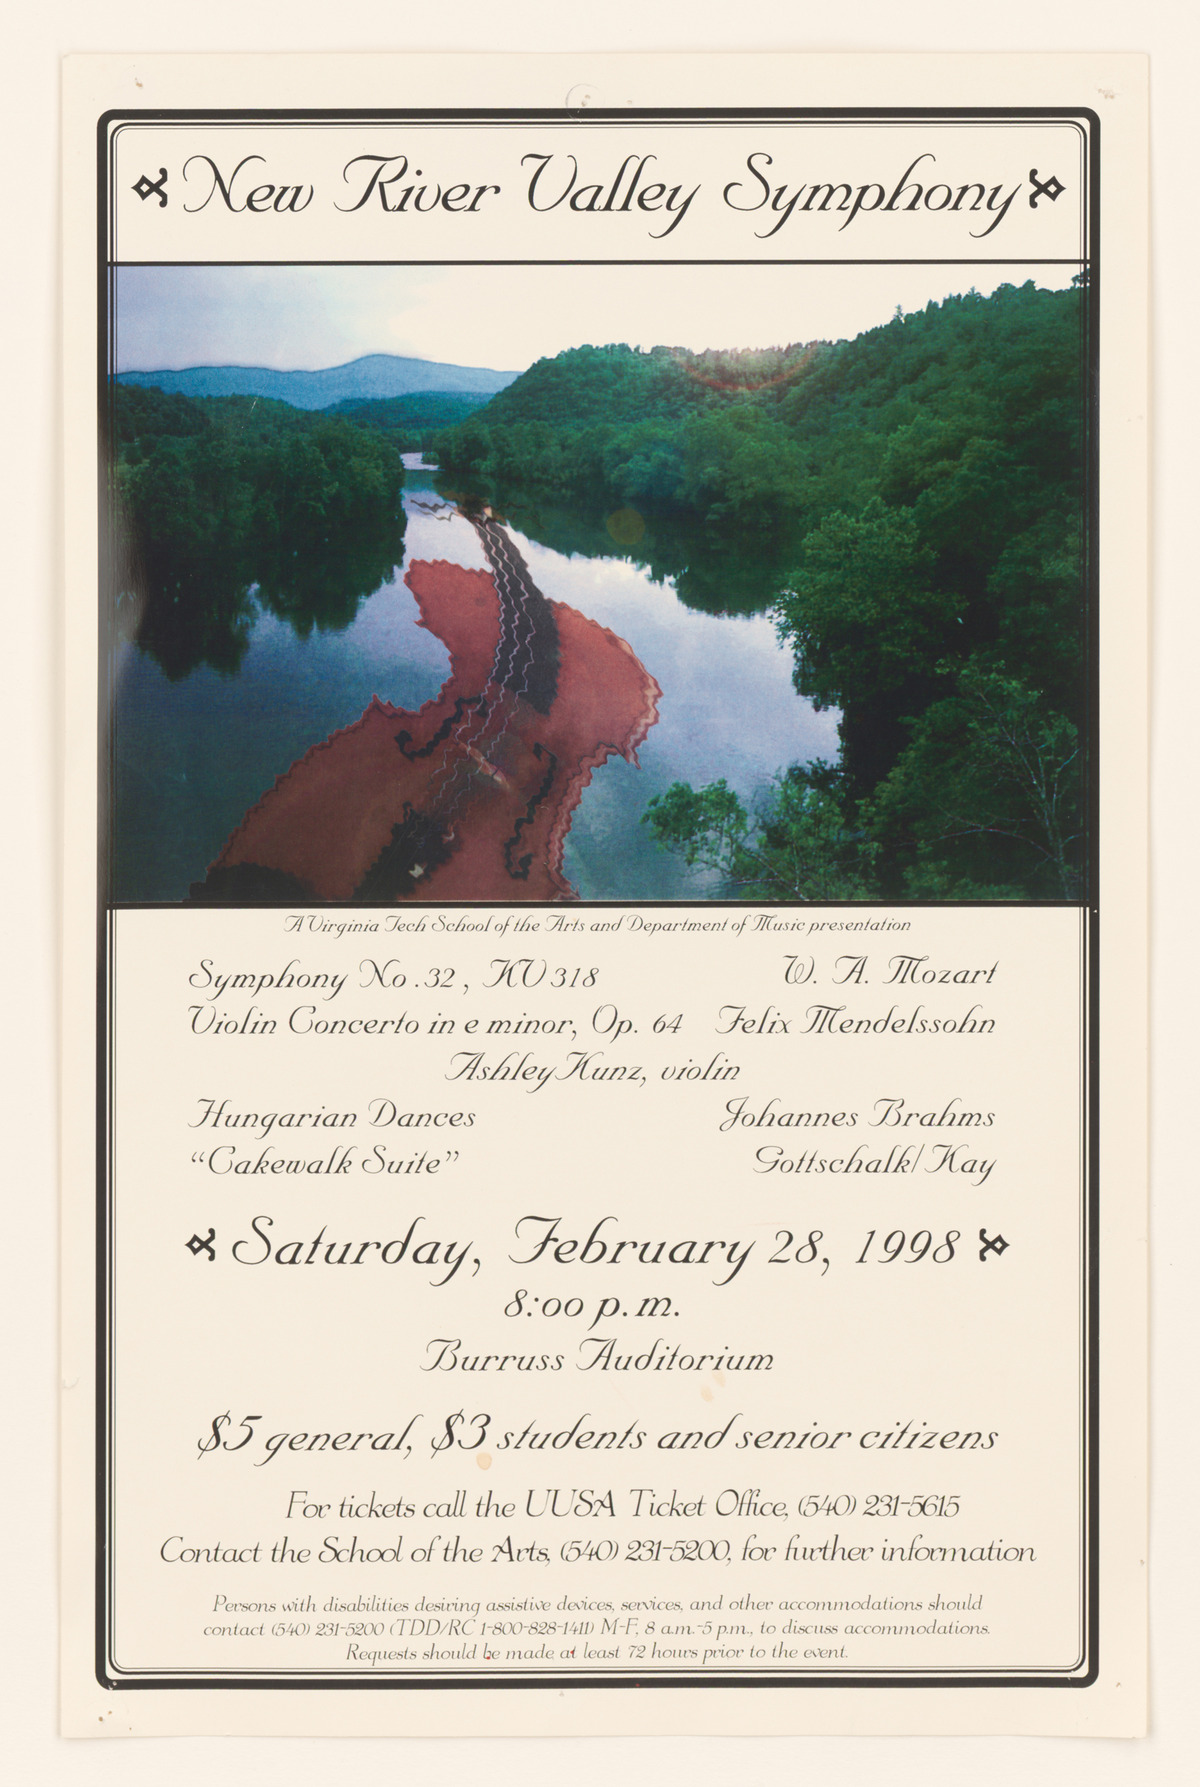 New River Valley Symphony
A Virginia Tech School of the Arts and Department of Music presentation
Symphony No. 32, KV 318 W. A. Mozart
Violin Concerto in e minor, Op. 64 Felix Mendelssohn
Ashley Kunz, violin
Hungarian Dances Johannes Brahms
“Cakewalk Suite” Gottschalk/Kay
Saturday, February 28, 1998
8:00 p.m.
Burruss Auditorium
$5 general, $3 students and senior citizens
For tickets call the UUSA Ticket Office, (540) 231-5615
Contact the School of the Arts, (540) 231-5200, for further information
Persons with disabilities desiring assistive devices, services, and other accommodations should
contact (540) 231-5200 (TDD/RC 1-800-828-1411) M-F, 8 a.m.-5 p.m., to discuss accommodations.
Requests should be made at least 72 hours prior to the event.